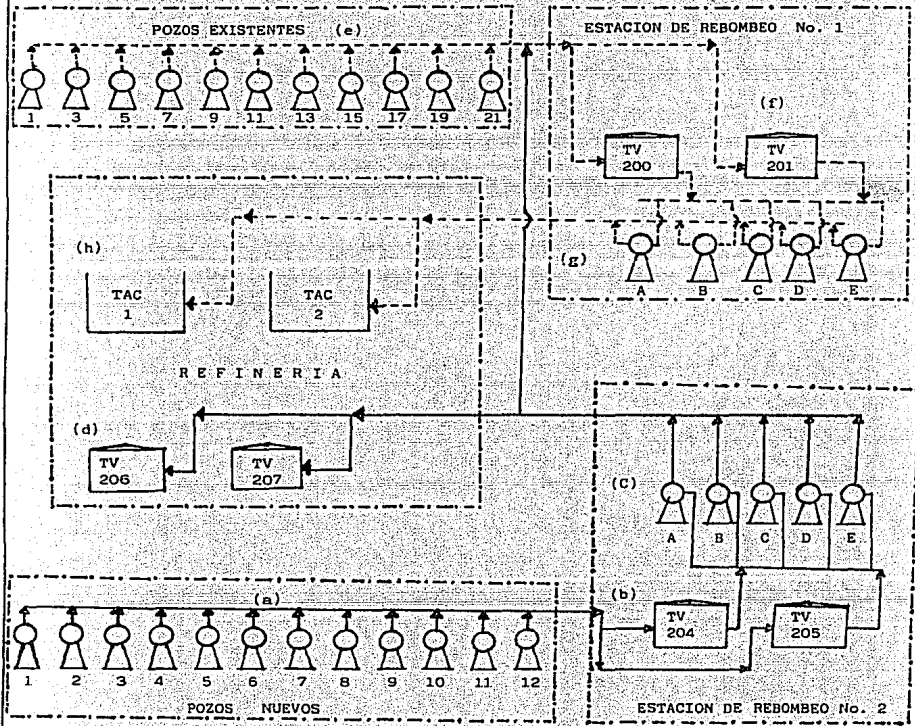 POZOS EXISTENTES (e)
1 3 5 7 9 11 13 15 17 19 21
ESTACION DE REBOMBEO No. 1
(f)
TV
200
TV
201
(g)
A B C D E
(h)
TAC
1
TAC
2
R E F I N E R I A
(d)
TV
206
TV
207
(C)
A B C D E
(b)
TV
204
TV
205
ESTACION DE REBOMBEO No. 2
(a)
1 2 3 4 5 6 7 8 9 10 11 12
POZOS NUEVOS